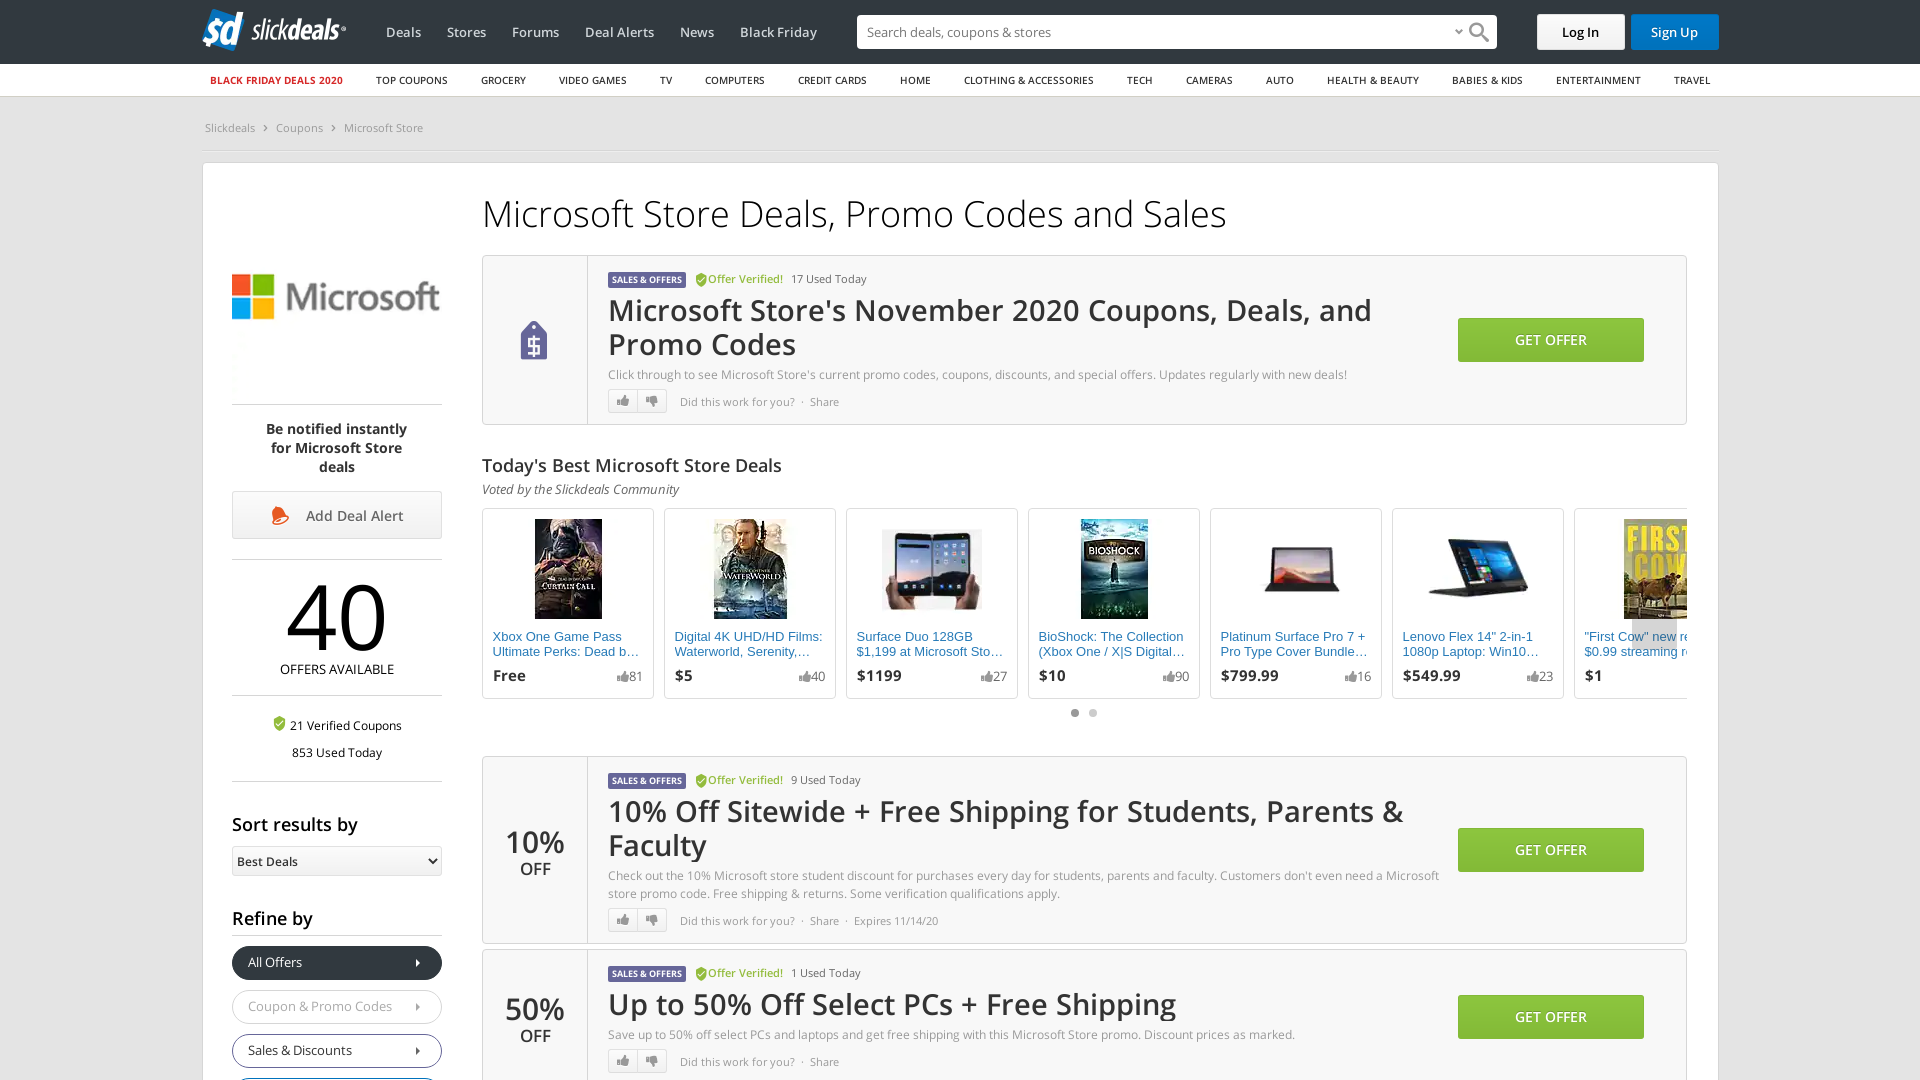 sd slickdeals
Deals Stores Forums Deal Alerts News Black Friday
Search deals, coupons & stores
Log In Sign Up
BLACK FRIDAY DEALS 2020 TOP COUPONS GROCERY VIDEO GAMES TV COMPUTERS CREDIT CARDS HOME CLOTHING & ACCESSORIES TECH CAMERAS AUTO HEALTH & BEAUTY BABIES & KIDS ENTERTAINMENT TRAVEL
Slickdeals Coupons Microsoft Store
Microsoft
Be notified instantly
for Microsoft Store
deals
Add Deal Alert
40
OFFERS AVAILABLE
21 Verified Coupons
853 Used Today
Sort results by
Best Deals
Refine by
All Offers
Coupon & Promo Codes
Sales & Discounts
Microsoft Store Deals, Promo Codes and Sales
SALES & OFFERS Offer Verified! 17 Used Today
Microsoft Store's November 2020 Coupons, Deals, and
Promo Codes
Click through to see Microsoft Store's current promo codes, coupons, discounts, and special offers. Updates regularly with new deals!
Did this work for you? · Share
GET OFFER
Today's Best Microsoft Store Deals
Voted by the Slickdeals Community
CURTAIN CALL
WATERWORLD
BIOSHOCK
FIRST
COW
Xbox One Game Pass
Ultimate Perks: Dead b…
Free 81
Digital 4K UHD/HD Films:
Waterworld, Serenity,…
$5 40
Surface Duo 128GB
$1,199 at Microsoft Sto…
$1199 27
BioShock: The Collection
(Xbox One / X|S Digital…
$10 90
Platinum Surface Pro 7 +
Pro Type Cover Bundle…
$799.99 16
Lenovo Flex 14" 2-in-1
1080p Laptop: Win10…
$549.99 23
"First Cow" new re
$0.99 streaming r
$1
10%
OFF
SALES & OFFERS Offer Verified! 9 Used Today
10% Off Sitewide + Free Shipping for Students, Parents &
Faculty
Check out the 10% Microsoft store student discount for purchases every day for students, parents and faculty. Customers don't even need a Microsoft
store promo code. Free shipping & returns. Some verification qualifications apply.
Did this work for you? · Share · Expires 11/14/20
GET OFFER
50%
OFF
SALES & OFFERS Offer Verified! 1 Used Today
Up to 50% Off Select PCs + Free Shipping
Save up to 50% off select PCs and laptops and get free shipping with this Microsoft Store promo. Discount prices as marked.
Did this work for you? · Share
GET OFFER